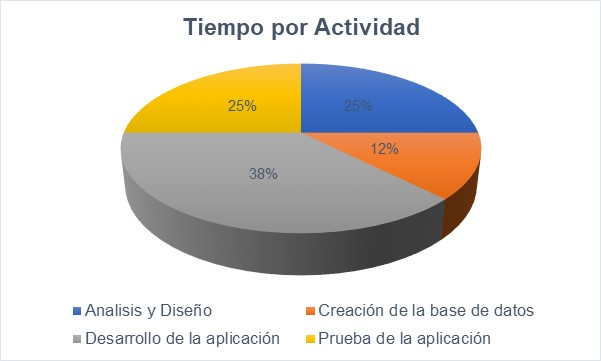 Tiempo por Actividad
25%
25%
12%
38%
Analisis y Diseño
Creación de la base de datos
Desarrollo de la aplicación
Prueba de la aplicación